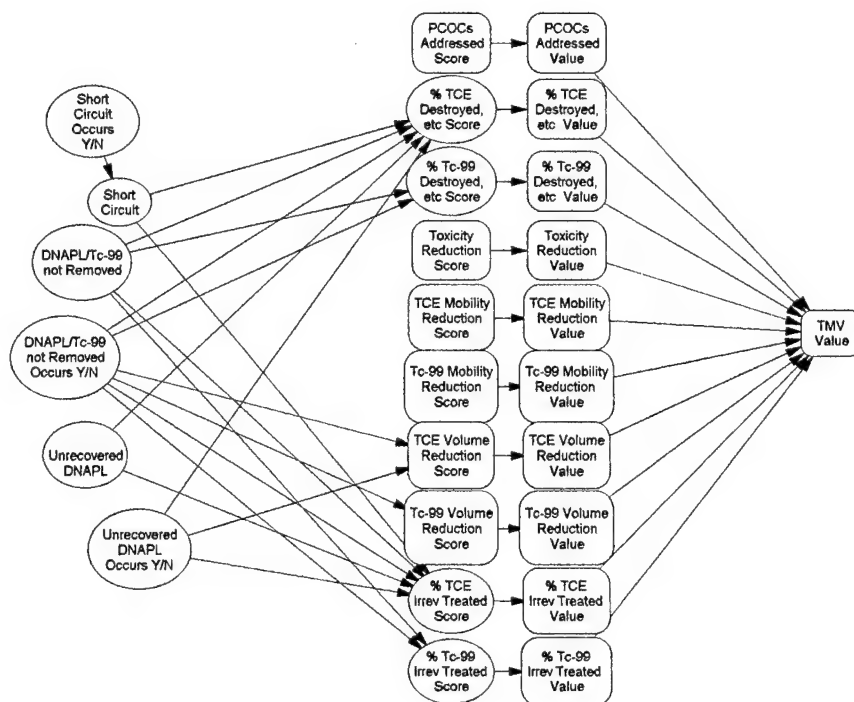 PCOCs
Addressed
Score
PCOCs
Addressed
Value
% TCE
Destroyed,
etc Score
% TCE
Destroyed,
etc Value
Short
Circuit
Occurs
Y/N
% Tc-99
Destroyed,
etc Score
% Tc-99
Destroyed,
etc Value
Short
Circuit
DNAPL/Tc-99
not Removed
Toxicity
Reduction
Score
Toxicity
Reduction
Value
TCE Mobility
Reduction
Score
TCE Mobility
Reduction
Value
TMV
Value
DNAPL/Tc-99
not Removed
Occurs Y/N
Tc-99 Mobility
Reduction
Score
Tc-99 Mobility
Reduction
Value
Unrecovered
DNAPL
TCE Volume
Reduction
Score
TCE Volume
Reduction
Value
Unrecovered
DNAPL
Occurs Y/N
Tc-99 Volume
Reduction
Score
Tc-99 Volume
Reduction
Value
% TCE
Irrev Treated
Score
% TCE
Irrev Treated
Value
% Tc-99
Irrev Treated
Score
% Tc-99
Irrev Treated
Value